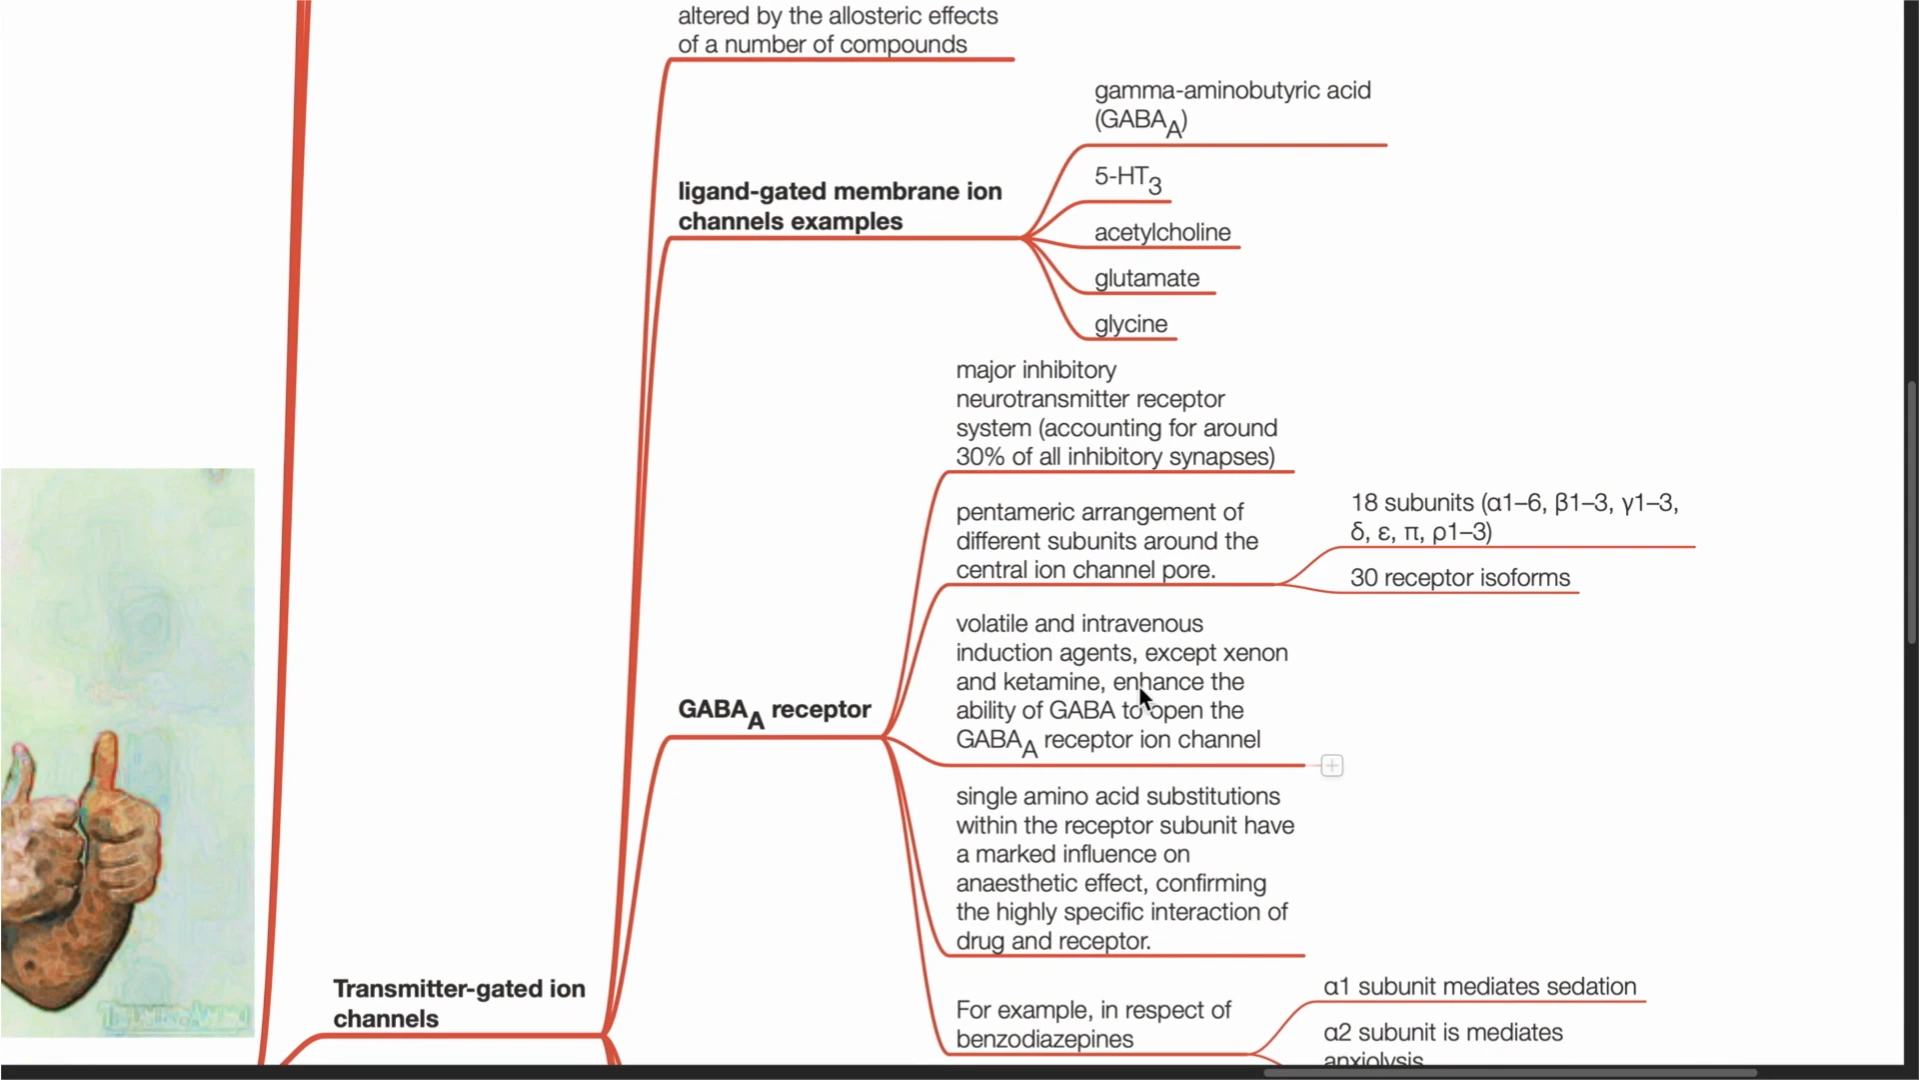 altered by the allosteric effects
of a number of compounds
gamma-aminobutyric acid
(GABAA)
5-HT3
ligand-gated membrane ion
channels examples
acetylcholine
glutamate
glycine
major inhibitory
neurotransmitter receptor
system (accounting for around
30% of all inhibitory synapses)
pentameric arrangement of
different subunits around the
central ion channel pore.
18 subunits (α1–6, β1–3, γ1–3,
δ, ε, π, ρ1–3)
30 receptor isoforms
volatile and intravenous
induction agents, except xenon
and ketamine, enhance the
ability of GABA to open the
GABAA receptor ion channel
GABAA receptor
single amino acid substitutions
within the receptor subunit have
a marked influence on
anaesthetic effect, confirming
the highly specific interaction of
drug and receptor.
Transmitter-gated ion
channels
For example, in respect of
benzodiazepines
α1 subunit mediates sedation
α2 subunit is mediates
anxiolysis